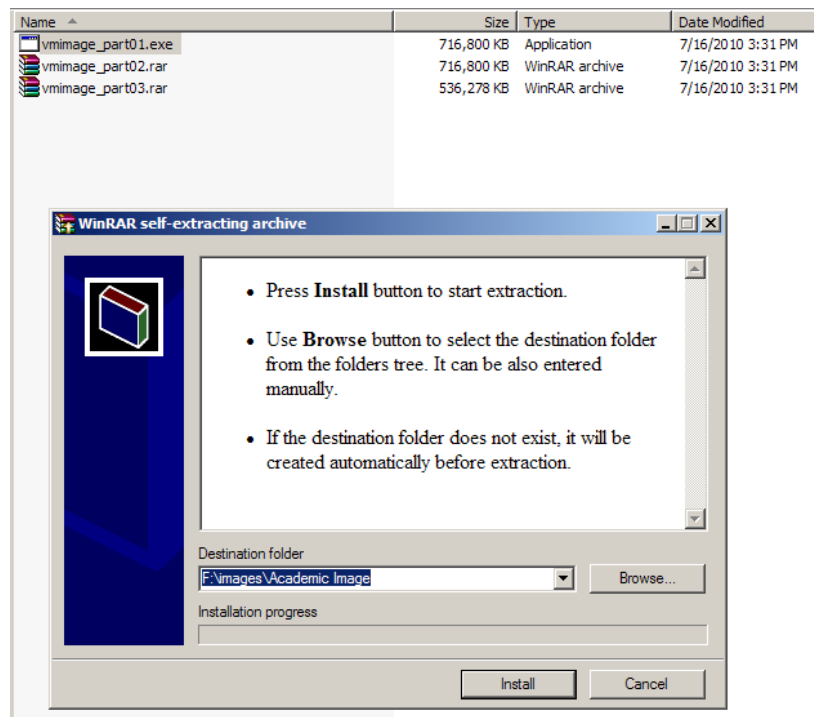 Name Size Type Date Modified
vmimage_part01.exe 716,800 KB Application 7/16/2010 3:31 PM
vmimage_part02.rar 716,800 KB WinRAR archive 7/16/2010 3:31 PM
vmimage_part03.rar 536,278 KB WinRAR archive 7/16/2010 3:31 PM
WinRAR self-extracting archive
• Press Install button to start extraction.
• Use Browse button to select the destination folder
from the folders tree. It can be also entered
manually.
• If the destination folder does not exist, it will be
created automatically before extraction.
Destination folder
F:\images\Academic Image
Browse...
Installation progress
Install Cancel